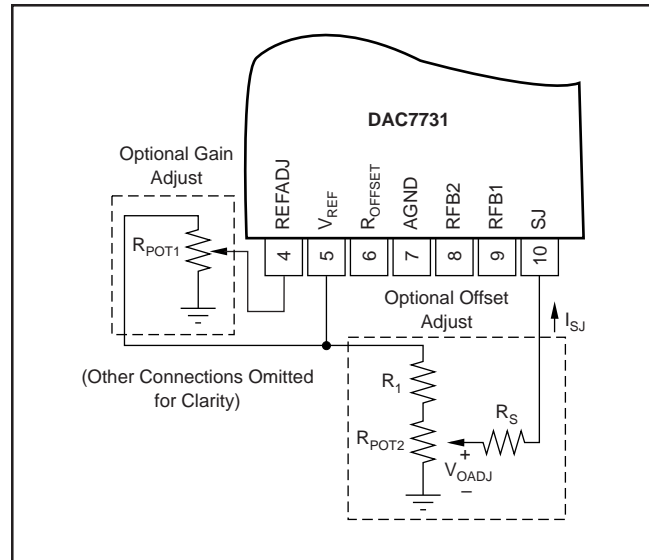 DAC7731
Optional Gain
Adjust
REFADJ
VREF
ROFFSET
AGND
RFB2
RFB1
SJ
RPOT1
4
5
6
7
8
9
10
Optional Offset
Adjust
ISJ
(Other Connections Omitted
for Clarity)
R1
RS
RPOT2
+
VOADJ
–